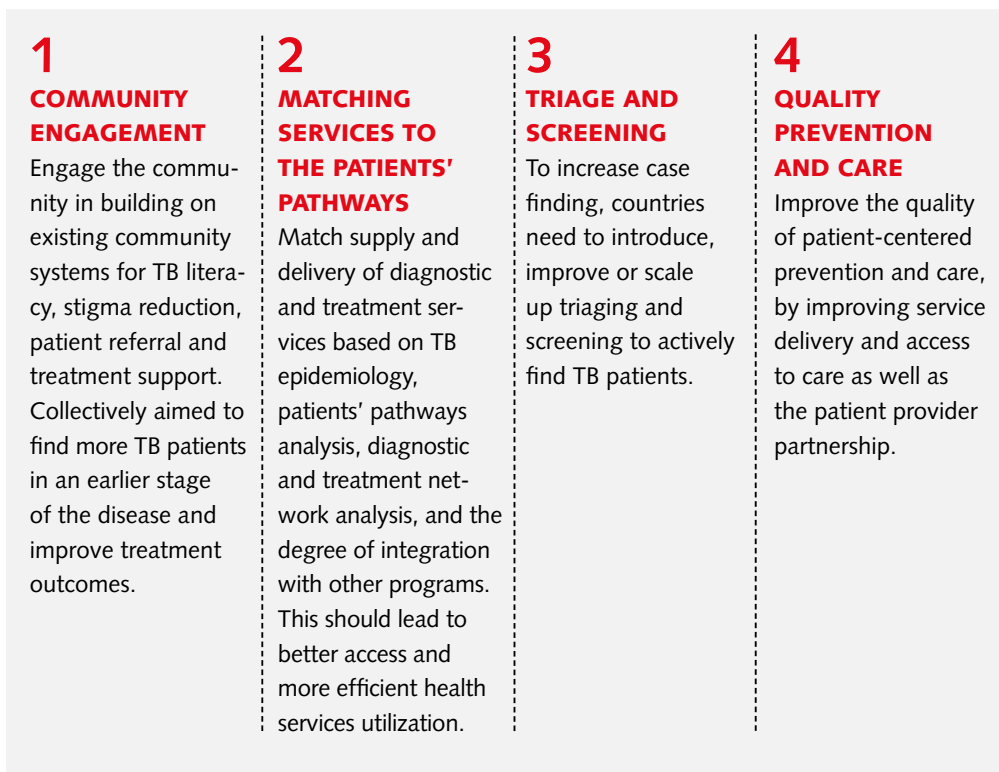 1
COMMUNITY
ENGAGEMENT
Engage the commu-
nity in building on
existing community
systems for TB litera-
cy, stigma reduction,
patient referral and
treatment support.
Collectively aimed to
find more TB patients
in an earlier stage
of the disease and
improve treatment
outcomes.
2
MATCHING
SERVICES TO
THE PATIENTS'
PATHWAYS
Match supply and
delivery of diagnostic
and treatment ser-
vices based on TB
epidemiology,
patients' pathways
analysis, diagnostic
and treatment net-
work analysis, and the
degree of integration
with other programs.
This should lead to
better access and
more efficient health
services utilization.
3
TRIAGE AND
SCREENING
To increase case
finding, countries
need to introduce,
improve or scale
up triaging and
screening to actively
find TB patients.
4
QUALITY
PREVENTION
AND CARE
Improve the quality
of patient-centered
prevention and care,
by improving service
delivery and access
to care as well as
the patient provider
partnership.